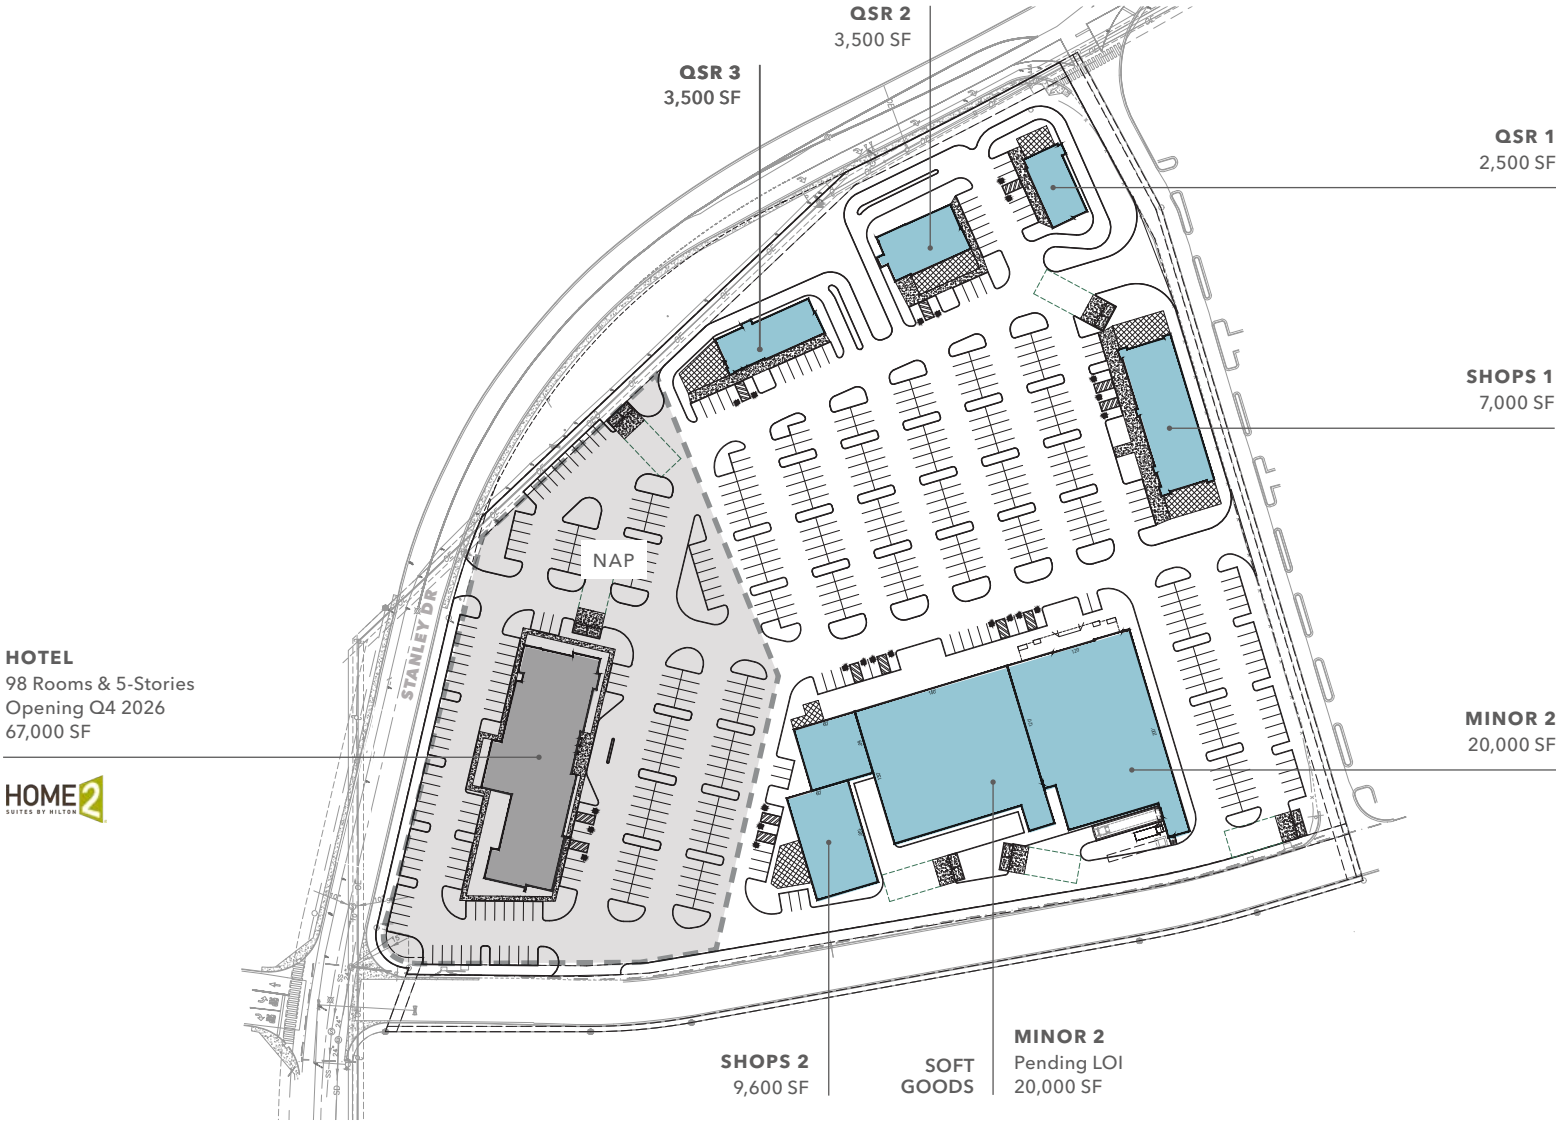 QSR 2
3,500 SF
QSR 3
3,500 SF
QSR 1
2,500 SF
SHOPS 1
7,000 SF
NAP
STANLEY DR
HOTEL
98 Rooms & 5-Stories
Opening Q4 2026
67,000 SF
HOME2
SUITES BY HILTON
MINOR 2
20,000 SF
SHOPS 2
9,600 SF
SOFT
GOODS
MINOR 2
Pending LOI
20,000 SF